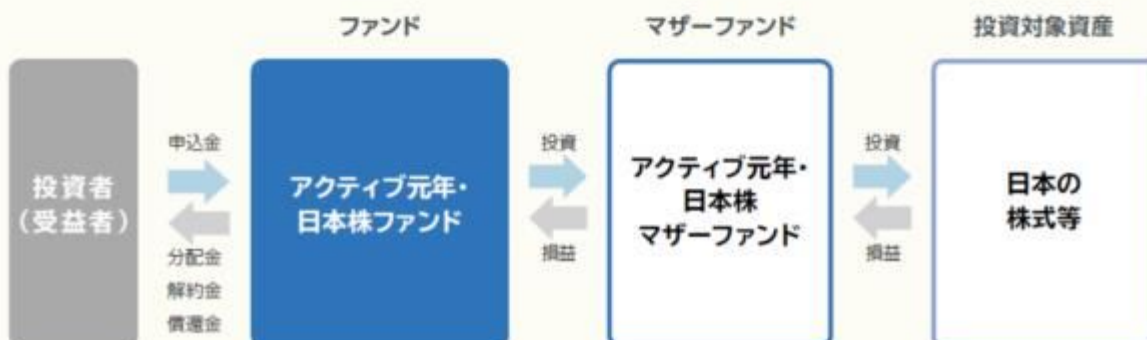 ファンド
マザーファンド
投資対象資産
投資者
(受益者)
申込金
分配金
解約金
償還金
アクティブ元年・
日本株ファンド
投資
損益
アクティブ元年・
日本株
マザーファンド
投資
損益
日本の
株式等